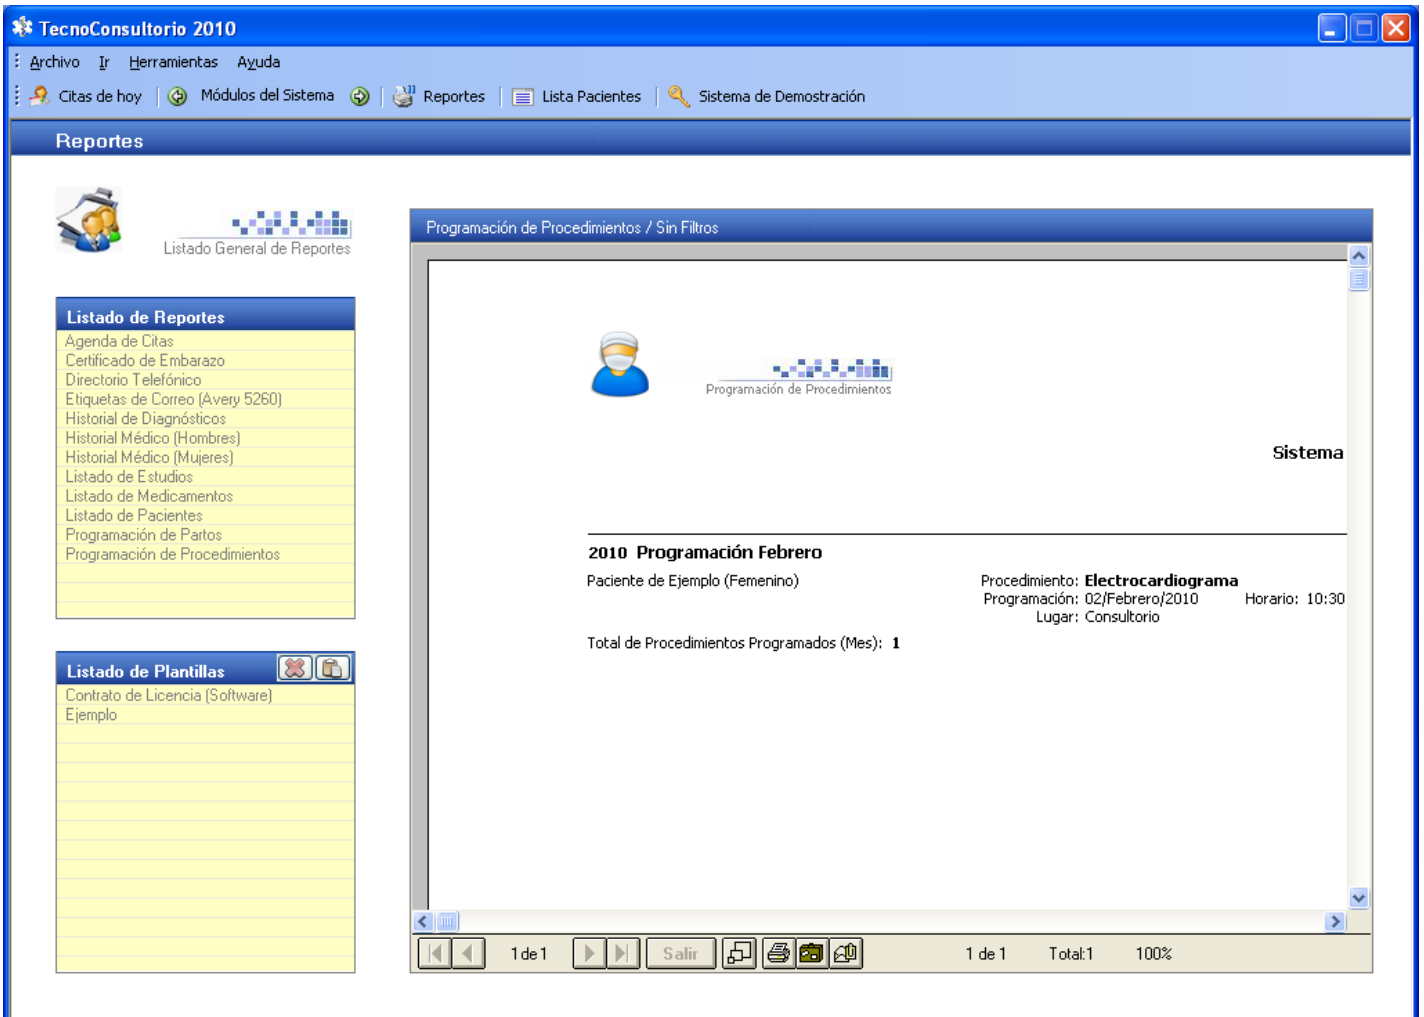 TecnoConsultorio 2010
Archivo Ir Herramientas Ayuda
Citas de hoy Módulos del Sistema Reportes Lista Pacientes Sistema de Demostración
Reportes
Listado General de Reportes
Listado de Reportes
Agenda de Citas
Certificado de Embarazo
Directorio Telefónico
Etiquetas de Correo (Avery 5260)
Historial de Diagnósticos
Historial Médico (Hombres)
Historial Médico (Mujeres)
Listado de Estudios
Listado de Medicamentos
Listado de Pacientes
Programación de Partos
Programación de Procedimientos
Listado de Plantillas
Contrato de Licencia (Software)
Ejemplo
Programación de Procedimientos / Sin Filtros
Programación de Procedimientos
Sistema
2010 Programación Febrero
Paciente de Ejemplo (Femenino) Procedimiento: Electrocardiograma
Programación: 02/Febrero/2010 Horario: 10:30
Lugar: Consultorio
Total de Procedimientos Programados (Mes): 1
1 de 1 Salir 1 de 1 Total:1 100%